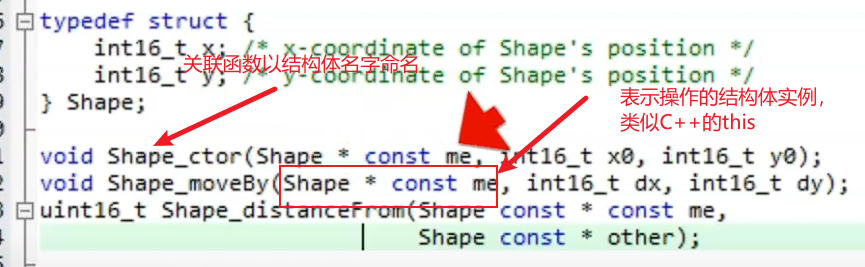 typedef struct {
int16_t x; /* x-coordinate of Shape's position */
关联函数以结构体名字命名
int16_t y; /* y-coordinate of Shape's position */
} Shape;
表示操作的结构体实例，
类似C++的this
void Shape_ctor(Shape * const me, int16_t x0, int16_t y0);
void Shape_moveBy(Shape * const me, int16_t dx, int16_t dy);
uint16_t Shape_distanceFrom(Shape const * const me,
Shape const * other);